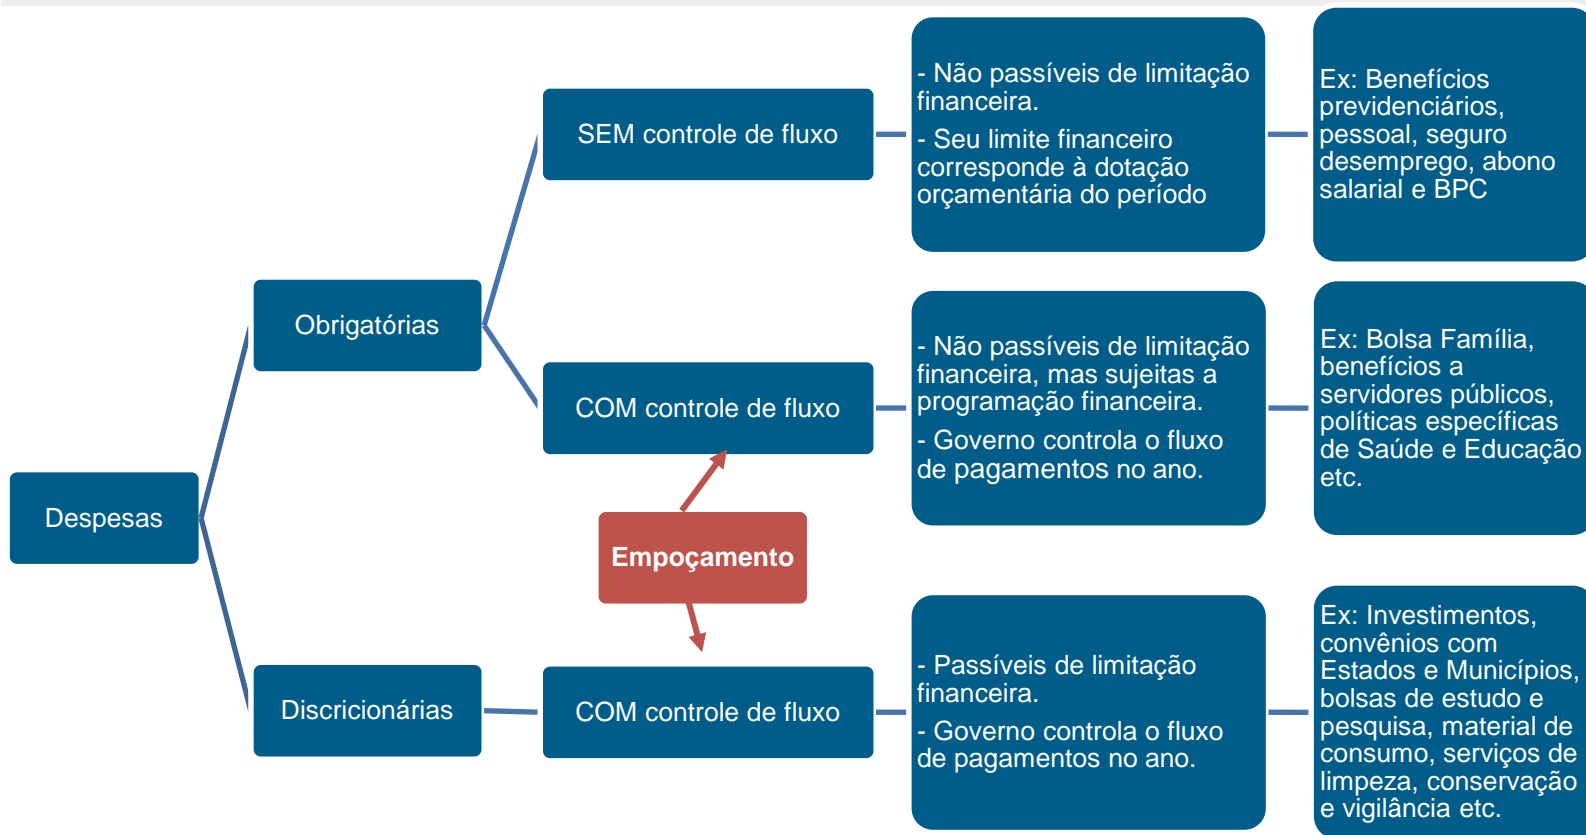 Despesas
Obrigatórias
SEM controle de fluxo
- Não passíveis de limitação
financeira.
- Seu limite financeiro
corresponde à dotação
orçamentária do período
Ex: Benefícios
previdenciários,
pessoal, seguro
desemprego, abono
salarial e BPC
COM controle de fluxo
- Não passíveis de limitação
financeira, mas sujeitas a
programação financeira.
- Governo controla o fluxo
de pagamentos no ano.
Ex: Bolsa Família,
benefícios a
servidores públicos,
políticas específicas
de Saúde e Educação
etc.
Empoçamento
Discricionárias
COM controle de fluxo
- Passíveis de limitação
financeira.
- Governo controla o fluxo
de pagamentos no ano.
Ex: Investimentos,
convênios com
Estados e Municípios,
bolsas de estudo e
pesquisa, material de
consumo, serviços de
limpeza, conservação
e vigilância etc.